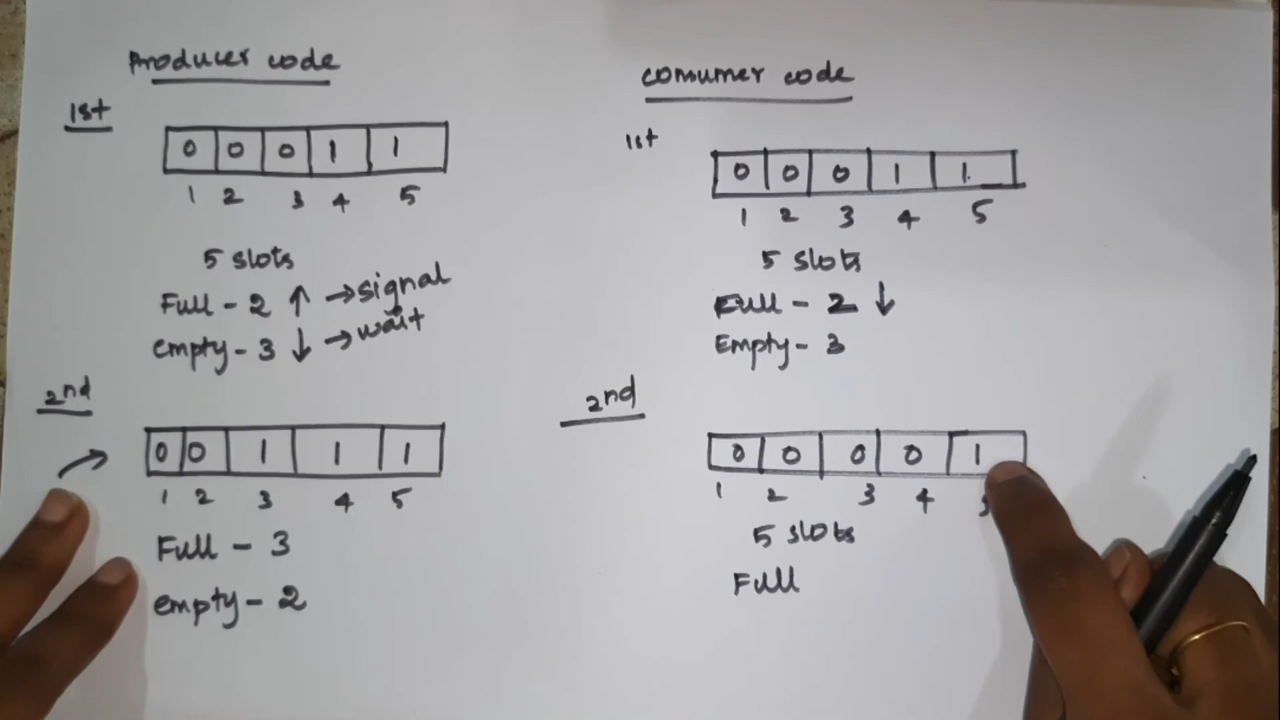 Producer code
1st
0 0 0 1 1
1 2 3 4 5
5 slots
Full - 2 ↑ → signal
empty - 3 ↓ → wait
2nd
0 0 1 1 1
1 2 3 4 5
Full - 3
empty - 2
consumer code
1st
0 0 0 1 1
1 2 3 4 5
5 slots
Full - 2 ↓
Empty - 3
2nd
0 0 0 0 1
1 2 3 4
5 slots
Full